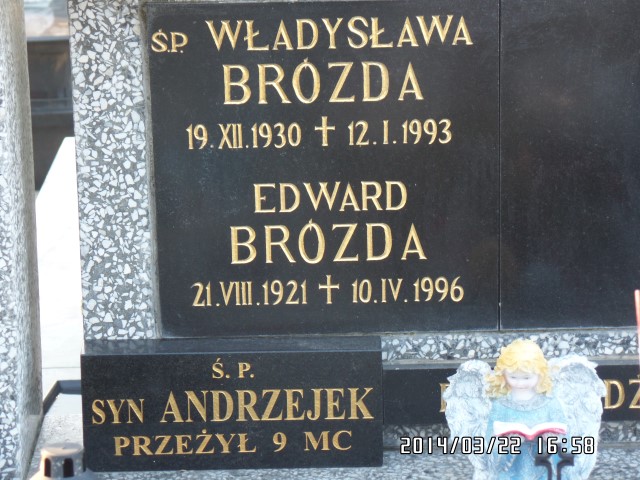 Ś.P. WŁADYSŁAWA
BRÓZDA
19.XII.1930 ✝ 12.I.1993
EDWARD
BRÓZDA
21.VIII.1921 ✝ 10.IV.1996
Ś. P.
SYN ANDRZEJEK
PRZEŻYŁ 9 MC
2014/03/22 16:58